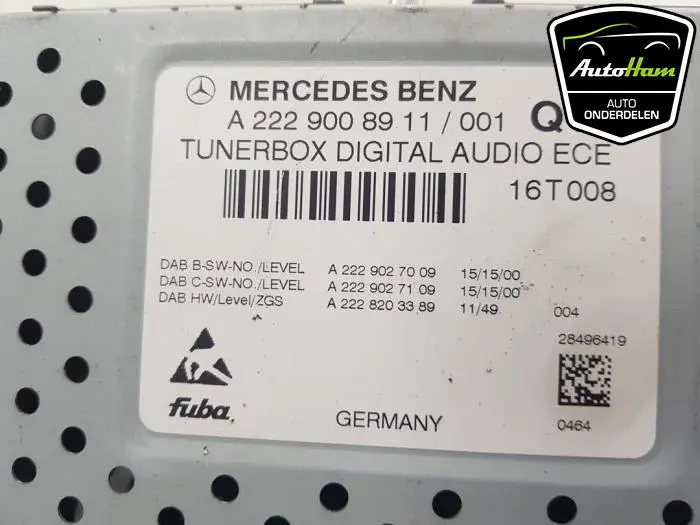 AutoHam
AUTO
ONDERDELEN
MERCEDES BENZ
A 222 900 89 11 / 001 Q
TUNERBOX DIGITAL AUDIO ECE
16T008
DAB B-SW-NO./LEVEL A 222 902 70 09 15/15/00
DAB C-SW-NO./LEVEL A 222 902 71 09 15/15/00
DAB HW/Level/ZGS A 222 820 33 89 11/49 004
28496419
fuba
GERMANY
0464